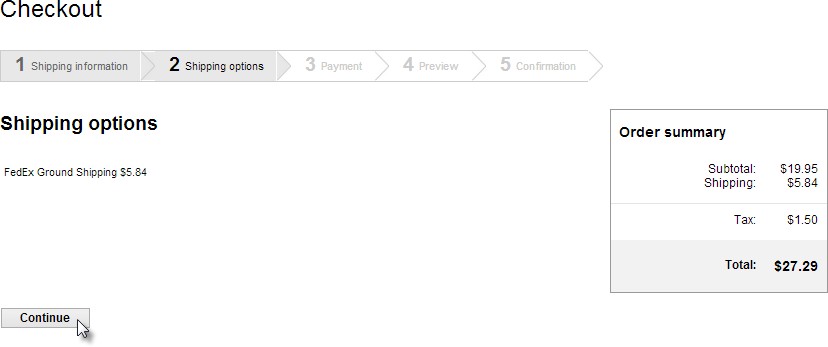 Checkout
1 Shipping information 2 Shipping options 3 Payment 4 Preview 5 Confirmation
Shipping options
FedEx Ground Shipping $5.84
Order summary
Subtotal: $19.95
Shipping: $5.84
Tax: $1.50
Total: $27.29
Continue